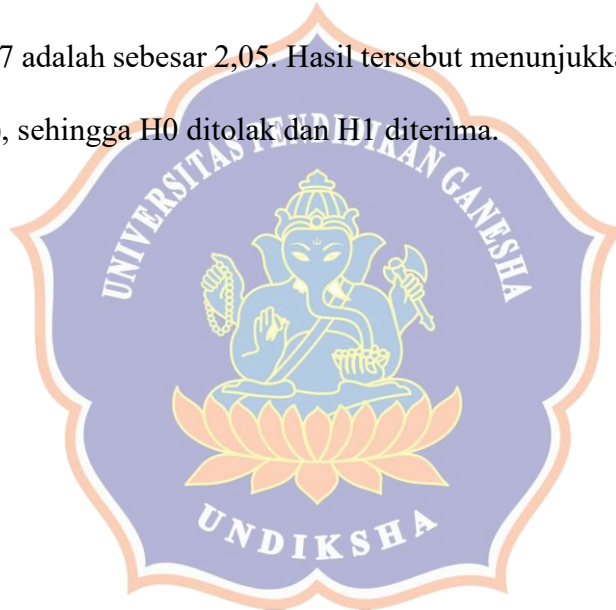 7 adalah sebesar 2,05. Hasil tersebut menunjukka
, sehingga H0 ditolak dan H1 diterima.
UNIVERSITAS PENDIDIKAN GANESHA
UNDIKSHA